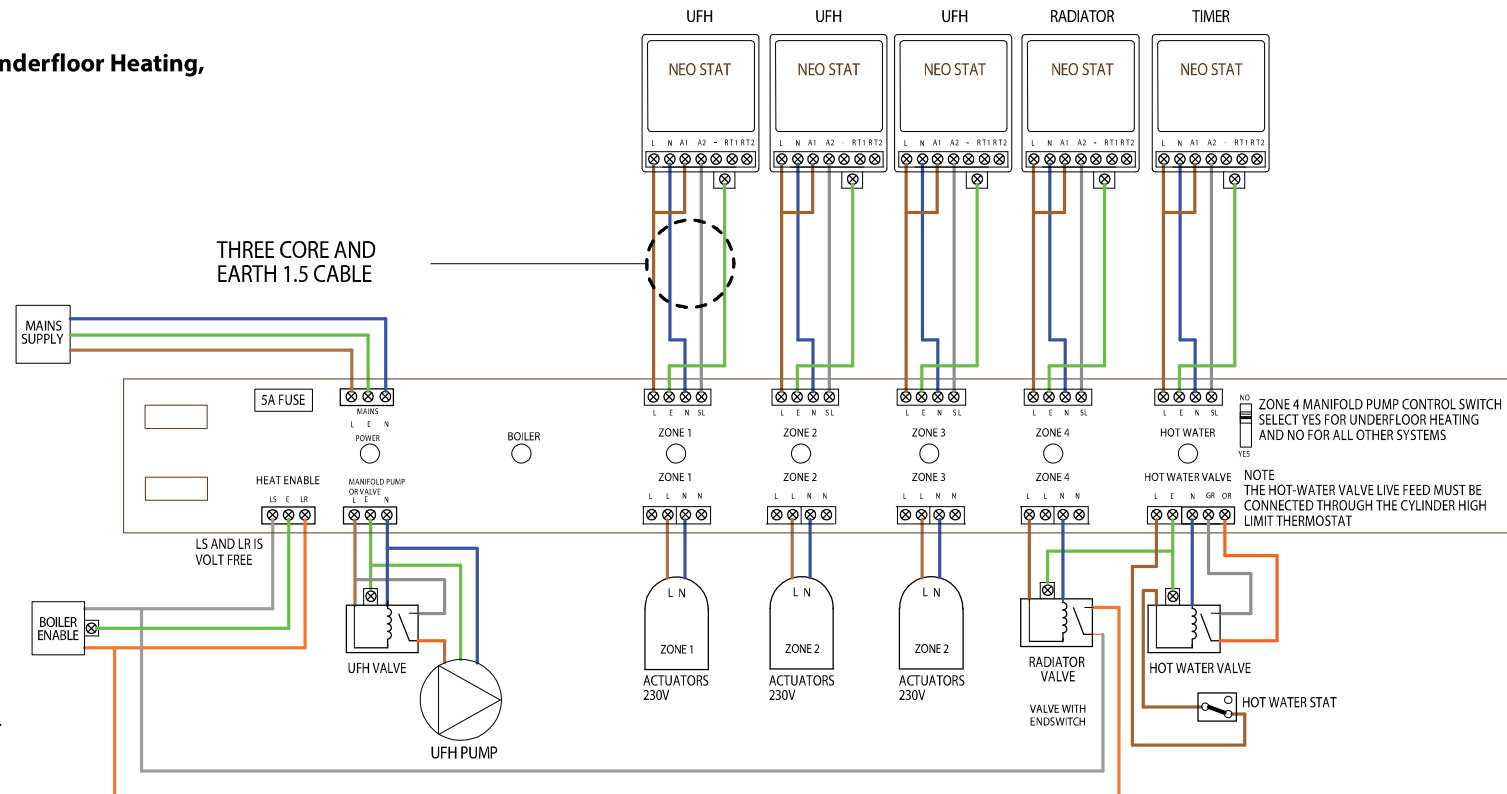 UFH UFH UFH RADIATOR TIMER
nderfloor Heating,
NEO STAT NEO STAT NEO STAT NEO STAT NEO STAT
L N A1 A2 - RT1 RT2 L N A1 A2 - RT1 RT2 L N A1 A2 - RT1 RT2 L N A1 A2 - RT1 RT2 L N A1 A2 - RT1 RT2
THREE CORE AND
EARTH 1.5 CABLE
MAINS
SUPPLY
5A FUSE
MAINS
L E N
POWER
BOILER
L E N SL L E N SL L E N SL L E N SL L E N SL
ZONE 1 ZONE 2 ZONE 3 ZONE 4 HOT WATER
NO
YES
ZONE 4 MANIFOLD PUMP CONTROL SWITCH
SELECT YES FOR UNDERFLOOR HEATING
AND NO FOR ALL OTHER SYSTEMS
HEAT ENABLE
LS E LR
MANIFOLD PUMP
OR VALVE
L E N
ZONE 1 ZONE 2 ZONE 3 ZONE 4 HOT WATER VALVE
L L N N L L N N L L N N L L N N L E N GR OR
NOTE
THE HOT-WATER VALVE LIVE FEED MUST BE
CONNECTED THROUGH THE CYLINDER HIGH
LIMIT THERMOSTAT
LS AND LR IS
VOLT FREE
BOILER
ENABLE
UFH VALVE
UFH PUMP
L N L N L N
ZONE 1 ZONE 2 ZONE 2
ACTUATORS
230V
ACTUATORS
230V
ACTUATORS
230V
RADIATOR
VALVE
VALVE WITH
ENDSWITCH
HOT WATER VALVE
HOT WATER STAT